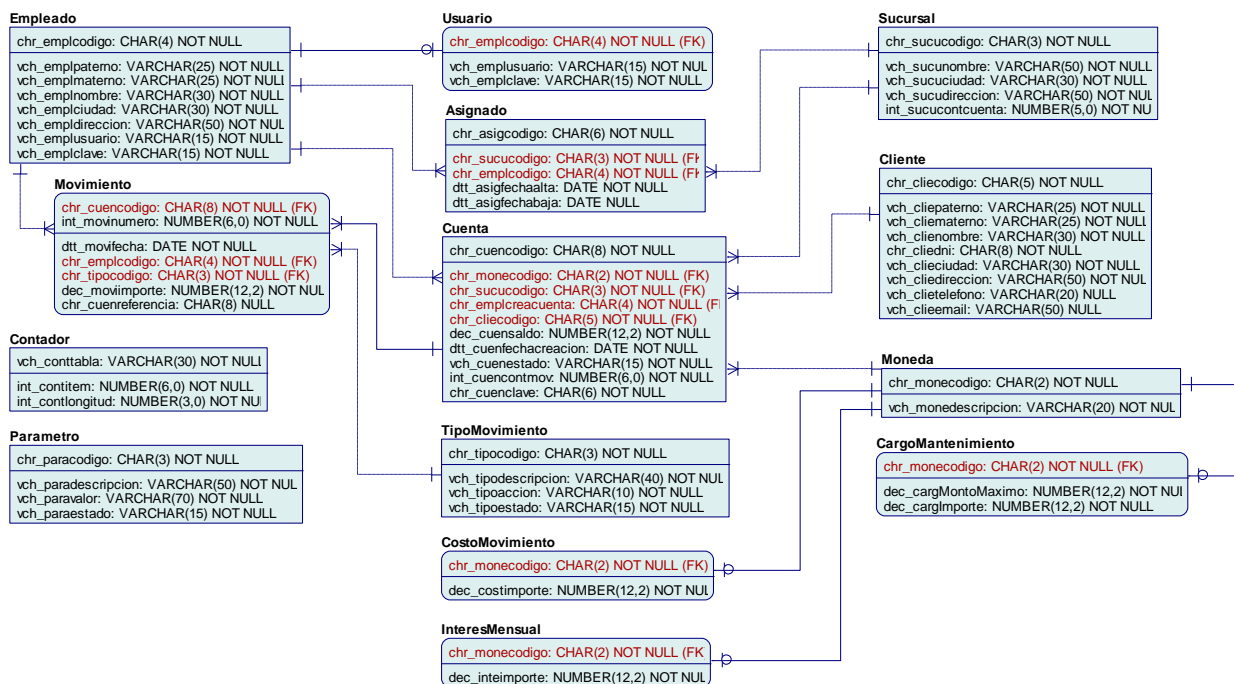 Empleado
chr_emplcodigo: CHAR(4) NOT NULL
vch_emplpaterno: VARCHAR(25) NOT NULL
vch_emplmaterno: VARCHAR(25) NOT NULL
vch_emplnombre: VARCHAR(30) NOT NULL
vch_emplciudad: VARCHAR(30) NOT NULL
vch_empldireccion: VARCHAR(50) NOT NULL
vch_emplusuario: VARCHAR(15) NOT NULL
vch_emplclave: VARCHAR(15) NOT NULL
Usuario
chr_emplcodigo: CHAR(4) NOT NULL (FK)
vch_emplusuario: VARCHAR(15) NOT NUL
vch_emplclave: VARCHAR(15) NOT NULL
Sucursal
chr_sucucodigo: CHAR(3) NOT NULL
vch_sucunombre: VARCHAR(50) NOT NULL
vch_sucuciudad: VARCHAR(30) NOT NULL
vch_sucudireccion: VARCHAR(50) NOT NULL
int_sucucontcuenta: NUMBER(5,0) NOT NU
Asignado
chr_asigcodigo: CHAR(6) NOT NULL
chr_sucucodigo: CHAR(3) NOT NULL (FK
chr_emplcodigo: CHAR(4) NOT NULL (FK
dtt_asigfechaalta: DATE NOT NULL
dtt_asigfechabaja: DATE NULL
Movimiento
chr_cuencodigo: CHAR(8) NOT NULL (FK)
int_movinumero: NUMBER(6,0) NOT NULL
dtt_movifecha: DATE NOT NULL
chr_emplcodigo: CHAR(4) NOT NULL (FK)
chr_tipocodigo: CHAR(3) NOT NULL (FK)
dec_movimporte: NUMBER(12,2) NOT NUL
chr_cuenreferencia: CHAR(8) NULL
Cuenta
chr_cuencodigo: CHAR(8) NOT NULL
chr_monecodigo: CHAR(2) NOT NULL (FK)
chr_sucucodigo: CHAR(3) NOT NULL (FK)
chr_emplcreacuenta: CHAR(4) NOT NULL (F
chr_cliecodigo: CHAR(5) NOT NULL (FK)
dec_cuensaldo: NUMBER(12,2) NOT NULL
dtt_cuenfechacreacion: DATE NOT NULL
vch_cuenestado: VARCHAR(15) NOT NULL
int_cuencontmov: NUMBER(6,0) NOT NULL
chr_cuenclave: CHAR(6) NOT NULL
Cliente
chr_cliecodigo: CHAR(5) NOT NULL
vch_cliepaterno: VARCHAR(25) NOT NULL
vch_cliematerno: VARCHAR(25) NOT NULL
vch_clienombre: VARCHAR(30) NOT NULL
chr_cliedni: CHAR(8) NOT NULL
vch_clieciudad: VARCHAR(30) NOT NULL
vch_cliedireccion: VARCHAR(50) NOT NULL
vch_clietelefono: VARCHAR(20) NULL
vch_clieemail: VARCHAR(50) NULL
Contador
vch_conttabla: VARCHAR(30) NOT NULL
int_contitem: NUMBER(6,0) NOT NULL
int_contlongitud: NUMBER(3,0) NOT NUL
Moneda
chr_monecodigo: CHAR(2) NOT NULL
vch_monedescripcion: VARCHAR(20) NOT NUL
Parametro
chr_paracodigo: CHAR(3) NOT NULL
vch_paradescripcion: VARCHAR(50) NOT NUL
vch_paravalor: VARCHAR(70) NOT NULL
vch_paraestado: VARCHAR(15) NOT NULL
TipoMovimiento
chr_tipocodigo: CHAR(3) NOT NULL
vch_tipodescripcion: VARCHAR(40) NOT NUL
vch_tipoaccion: VARCHAR(10) NOT NULL
vch_tipoestado: VARCHAR(15) NOT NULL
CargoMantenimiento
chr_monecodigo: CHAR(2) NOT NULL (FK)
dec_cargMontoMaximo: NUMBER(12,2) NOT NUL
dec_cargImporte: NUMBER(12,2) NOT NULL
CostoMovimiento
chr_monecodigo: CHAR(2) NOT NULL (FK)
dec_costimporte: NUMBER(12,2) NOT NUL
InteresMensual
chr_monecodigo: CHAR(2) NOT NULL (FK
dec_inteimporte: NUMBER(12,2) NOT NUL